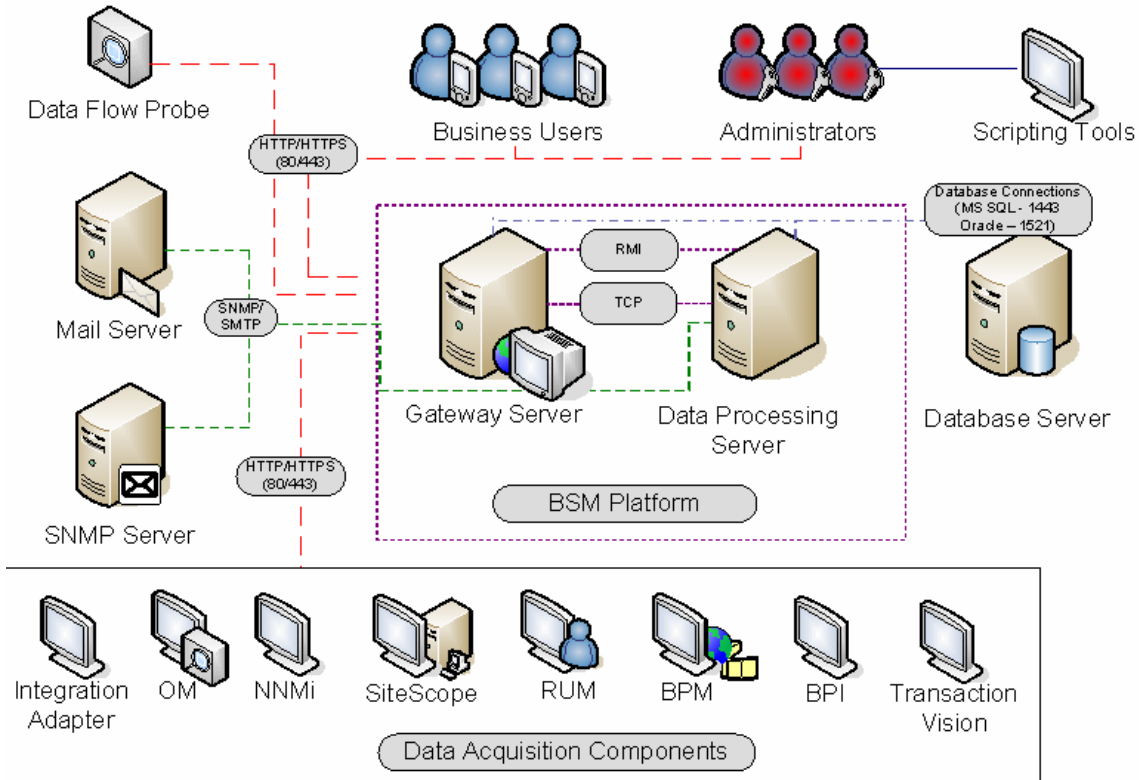 Data Flow Probe
Business Users
Administrators
Scripting Tools
HTTP/HTTPS
(80/443)
Database Connections
(MS SQL - 1443
Oracle – 1521)
RMI
TCP
Mail Server
SNMP/
SMTP
Gateway Server
Data Processing
Server
Database Server
HTTP/HTTPS
(80/443)
BSM Platform
SNMP Server
Integration
Adapter
OM
NNMi
SiteScope
RUM
BPM
BPI
Transaction
Vision
Data Acquisition Components